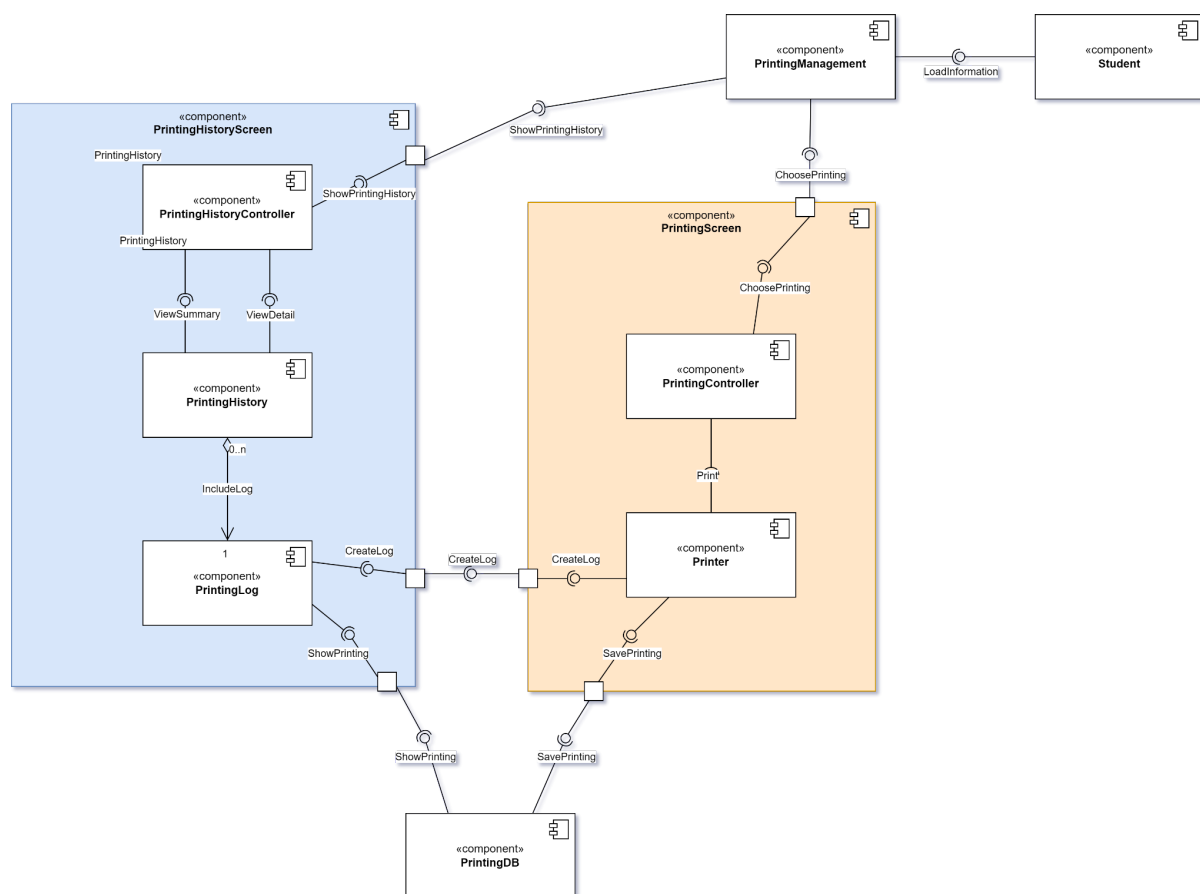 «component»
PrintingManagement
LoadInformation
«component»
Student
ShowPrintingHistory
ChoosePrinting
«component»
PrintingHistoryScreen
PrintingHistory
«component»
PrintingHistoryController
ShowPrintingHistory
PrintingHistory
ViewSummary
ViewDetail
«component»
PrintingHistory
0..n
IncludeLog
1
«component»
PrintingLog
CreateLog
ShowPrinting
CreateLog
«component»
PrintingScreen
ChoosePrinting
«component»
PrintingController
Print
«component»
Printer
CreateLog
SavePrinting
ShowPrinting
SavePrinting
«component»
PrintingDB